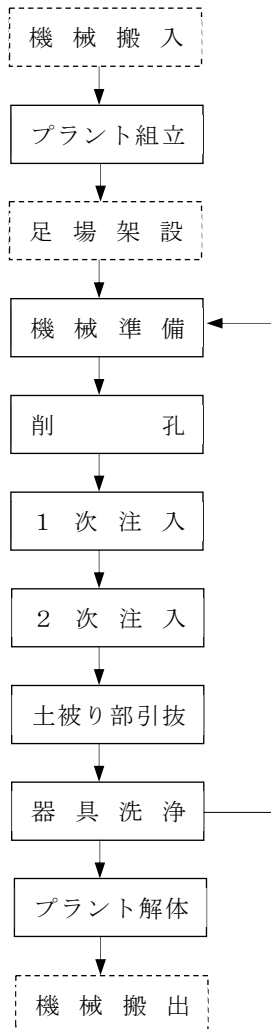 機械搬入
プラント組立
足場架設
機械準備
削孔
1次注入
2次注入
土被り部引抜
器具洗浄
プラント解体
機械搬出